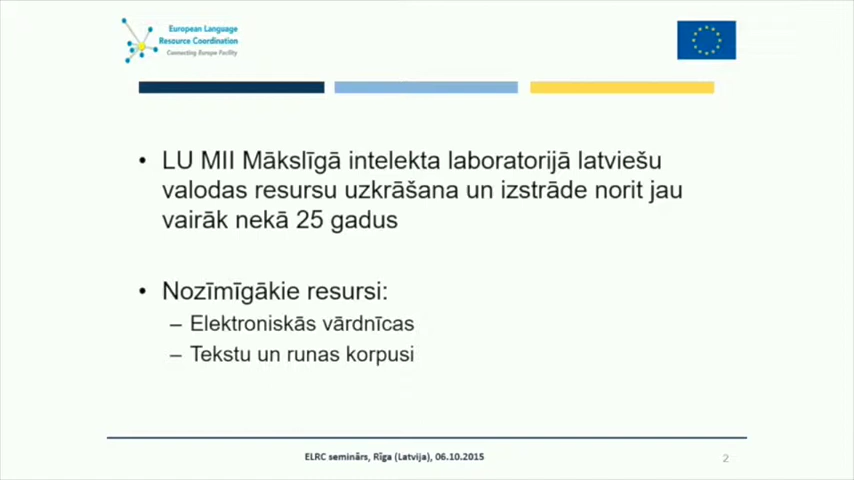 European Language
Resource Coordination
Connecting Europe Facility
• LU MII Mākslīgā intelekta laboratorijā latviešu
valodas resursu uzkrāšana un izstrāde norit jau
vairāk nekā 25 gadus
• Nozīmīgākie resursi:
– Elektroniskās vārdnīcas
– Tekstu un runas korpusi
ELRC seminārs, Rīga (Latvija), 06.10.2015
2